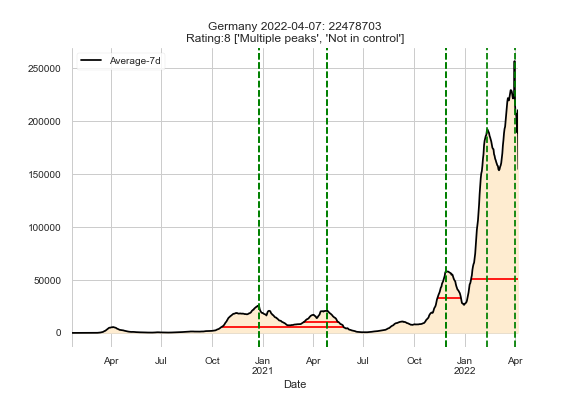 Germany 2022-04-07: 22478703
Rating:8 ['Multiple peaks', 'Not in control']
Average-7d
250000
200000
150000
100000
50000
0
Apr Jul Oct Jan Apr Jul Oct Jan Apr
2021 2022
Date